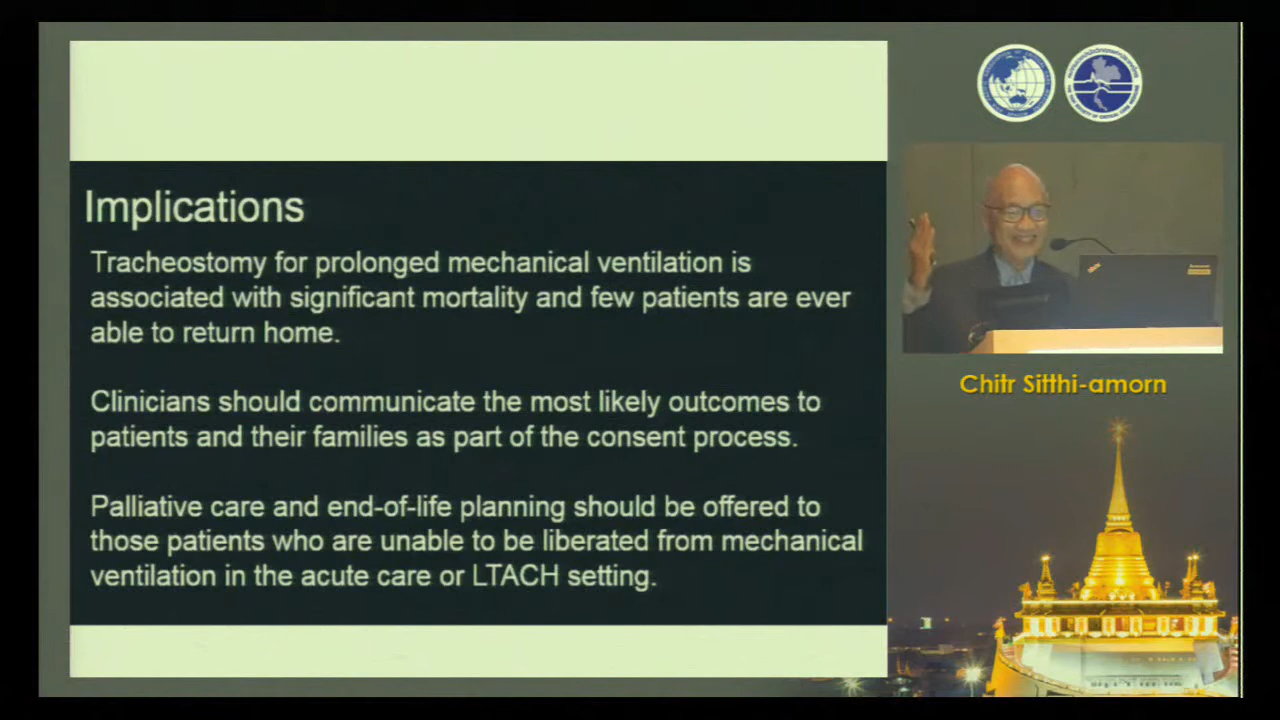 Implications
Tracheostomy for prolonged mechanical ventilation is
associated with significant mortality and few patients are ever
able to return home.
Clinicians should communicate the most likely outcomes to
patients and their families as part of the consent process.
Palliative care and end-of-life planning should be offered to
those patients who are unable to be liberated from mechanical
ventilation in the acute care or LTACH setting.
Chitr Sitthi-amorn